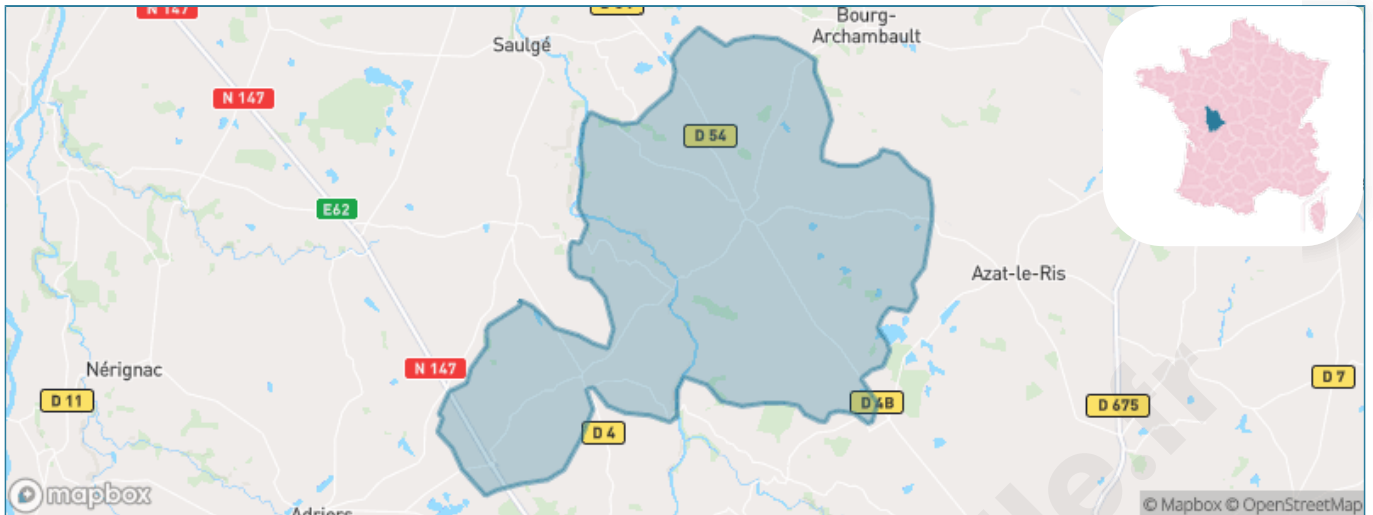 N 147
Bourg-
Archambault
Saulgé
N 147
D 54
E62
Azat-le-Ris
Nérignac
N 147
D 7
D 11
D 4B
D 675
D 4
mapbox
© Mapbox © OpenStreetMap